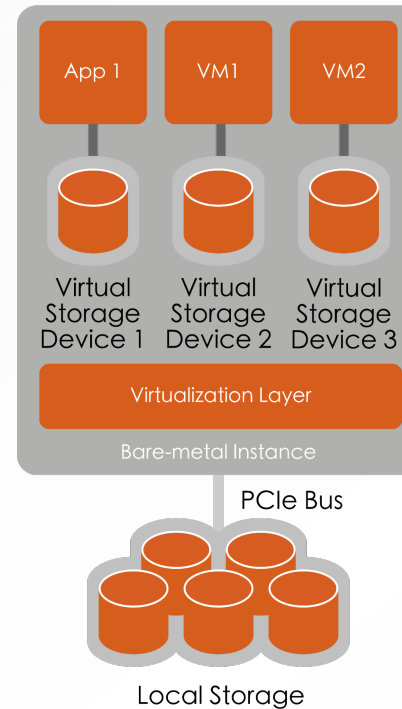 App 1
VM1
VM2
Virtual
Storage
Device 1
Virtual
Storage
Device 2
Virtual
Storage
Device 3
Virtualization Layer
Bare-metal Instance
PCIe Bus
Local Storage